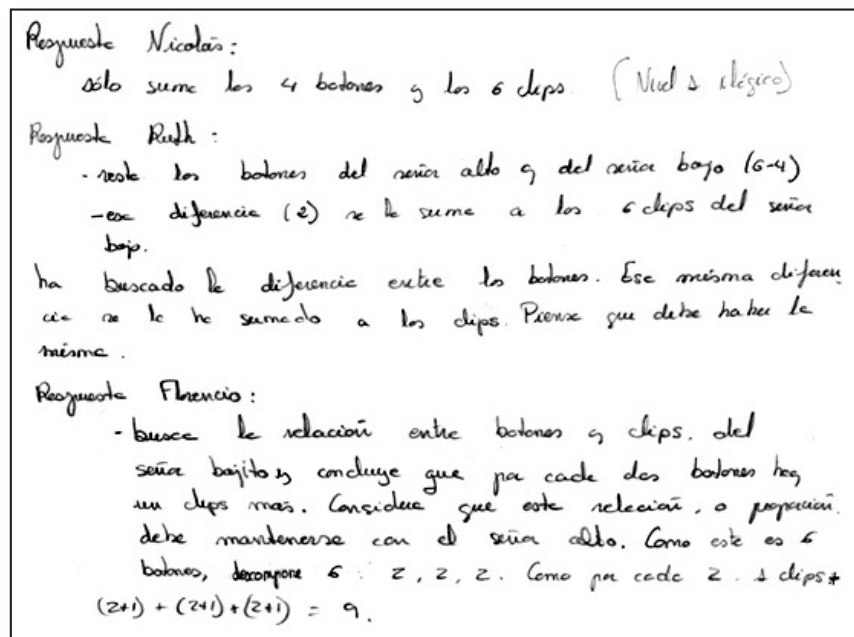 Respuesta Nicolás:
sólo suma los 4 botones y los 6 clips. (Nivel 1 ilógico)
Respuesta Ruth:
- resta los botones del señor alto y del señor bajo (6-4)
- esa diferencia (2) se la suma a los 6 clips del señor
bajo.
ha buscado la diferencia entre los botones. Esa misma diferen
cia se la ha sumado a los clips. Piensa que debe haber la
misma.
Respuesta Florencio:
- busca la relación entre botones y clips. del
señor bajito y concluye que por cada dos botones hay
un clips mas. Considera que esta relación, o proporción
debe mantenerse con el señor alto. Como este es 6
botones, descompone 6 : 2, 2, 2. Como por cada 2. 1 clips +
(2+1) + (2+1) + (2+1) = 9.